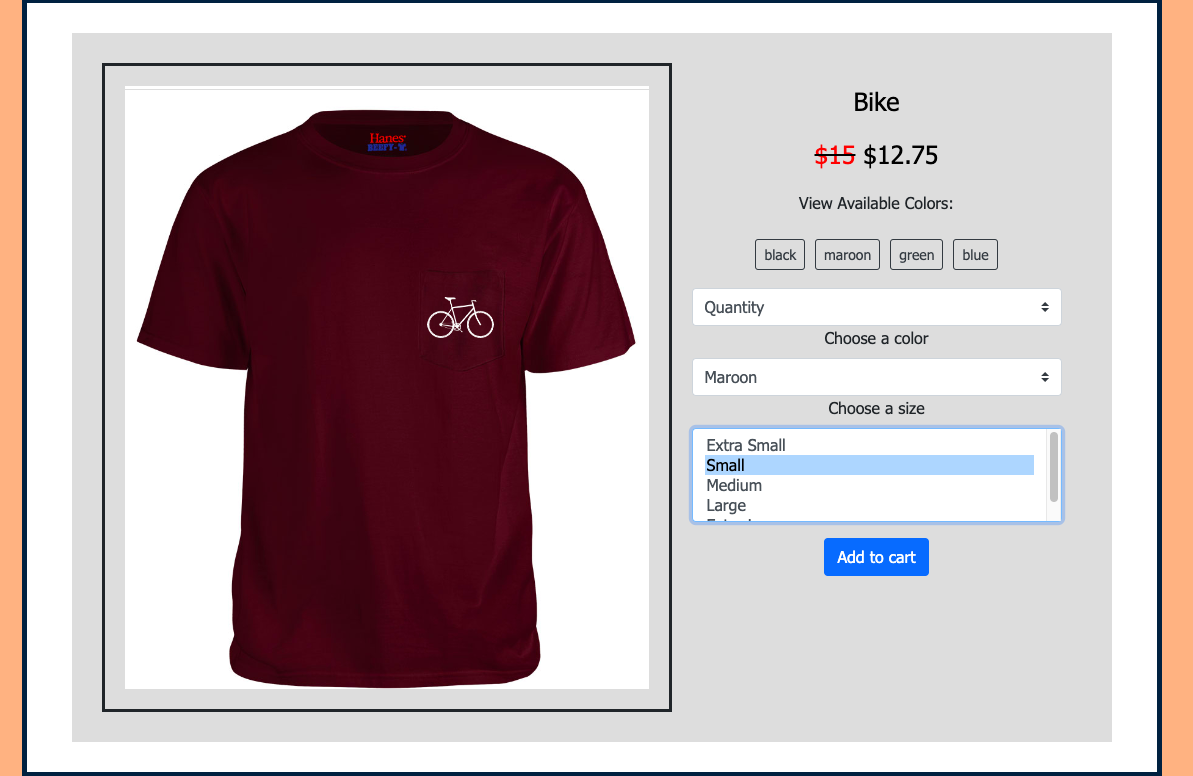 Hanes
BEEFY-W.
Bike
$15 $12.75
View Available Colors:
black maroon green blue
Quantity
Choose a color
Maroon
Choose a size
Extra Small
Small
Medium
Large
Add to cart